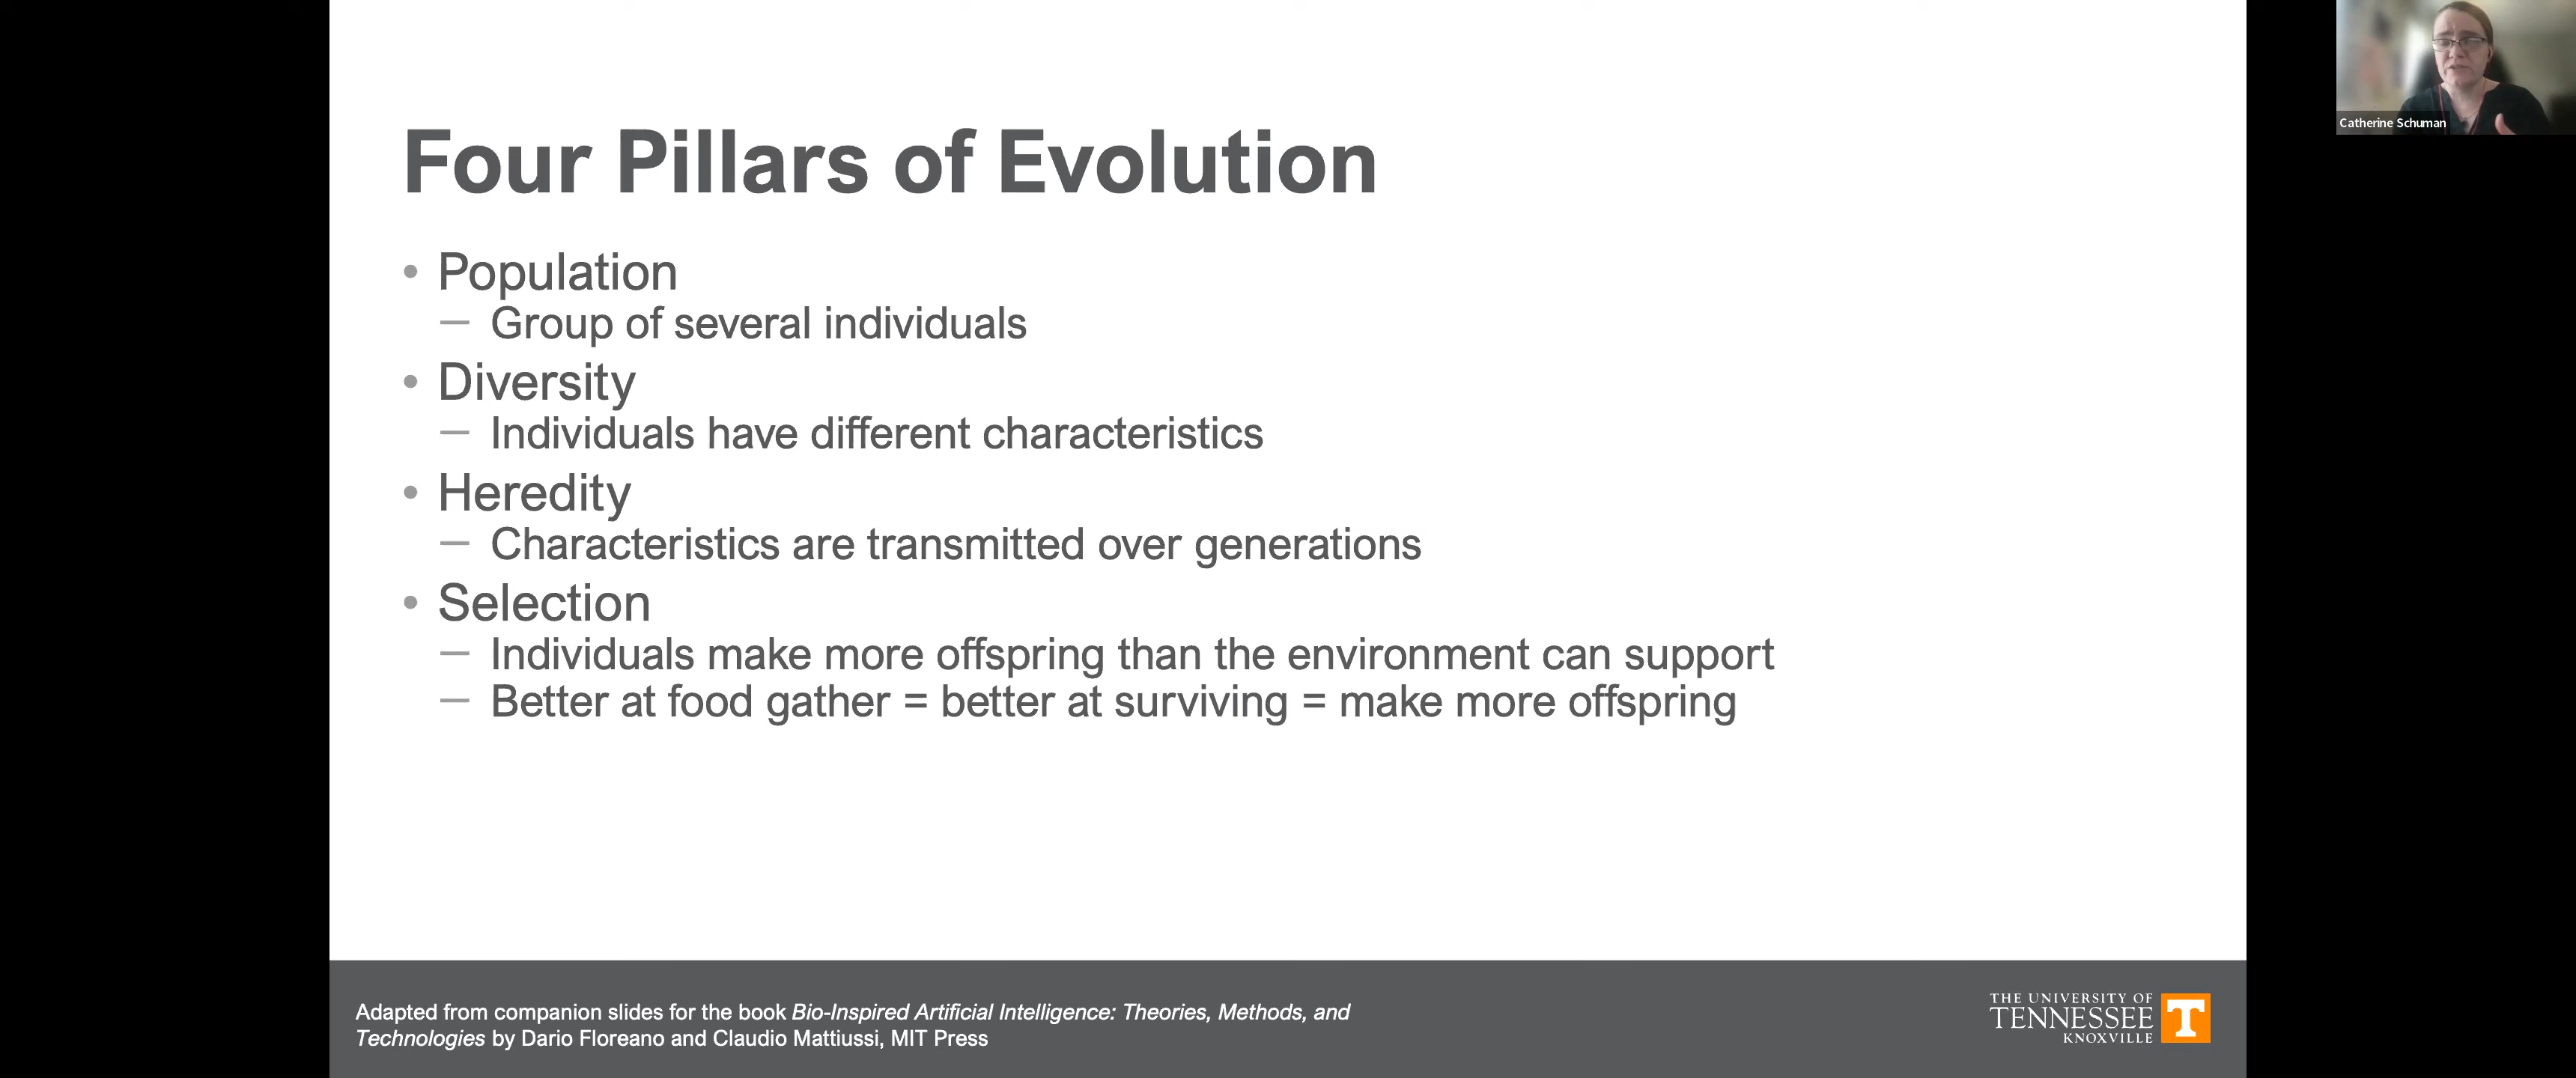 Four Pillars of Evolution
• Population
— Group of several individuals
• Diversity
— Individuals have different characteristics
• Heredity
— Characteristics are transmitted over generations
• Selection
— Individuals make more offspring than the environment can support
— Better at food gather = better at surviving = make more offspring
Adapted from companion slides for the book Bio-Inspired Artificial Intelligence: Theories, Methods, and
Technologies by Dario Floreano and Claudio Mattiussi, MIT Press
THE UNIVERSITY OF
TENNESSEE
KNOXVILLE
T
Catherine Schuman